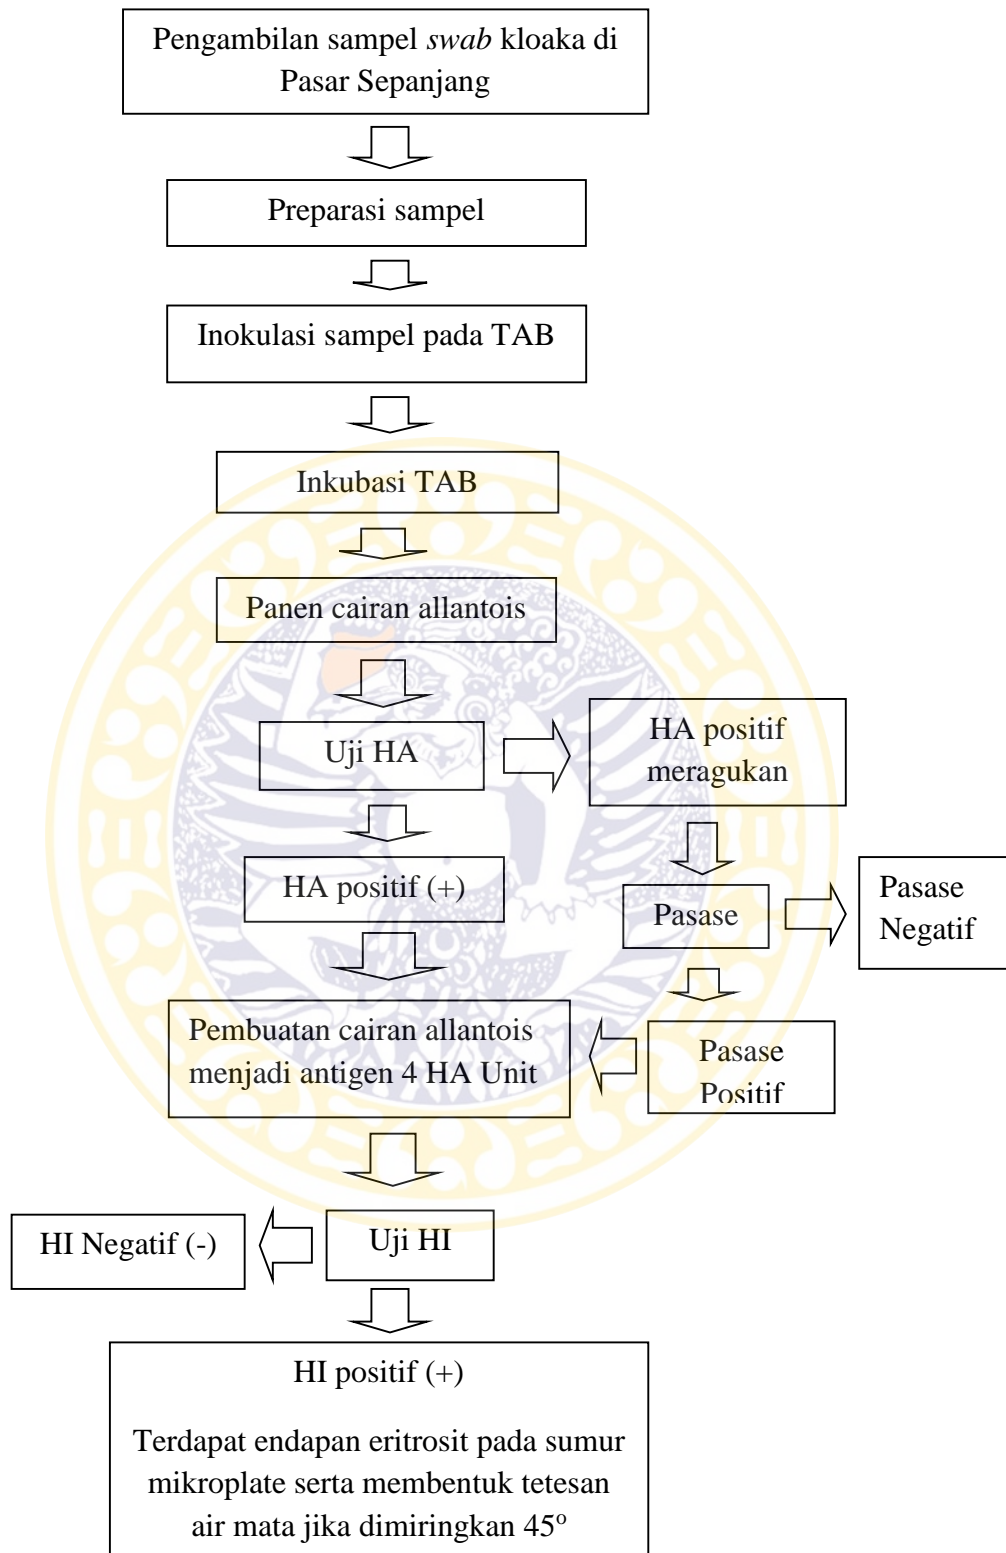 Pengambilan sampel swab kloaka di
Pasar Sepanjang
Preparasi sampel
Inokulasi sampel pada TAB
Inkubasi TAB
Panen cairan allantois
Uji HA
HA positif
meragukan
HA positif (+)
Pasase
Pasase
Negatif
Pembuatan cairan allantois
menjadi antigen 4 HA Unit
Pasase
Positif
HI Negatif (-)
Uji HI
HI positif (+)
Terdapat endapan eritrosit pada sumur
mikroplate serta membentuk tetesan
air mata jika dimiringkan 45°